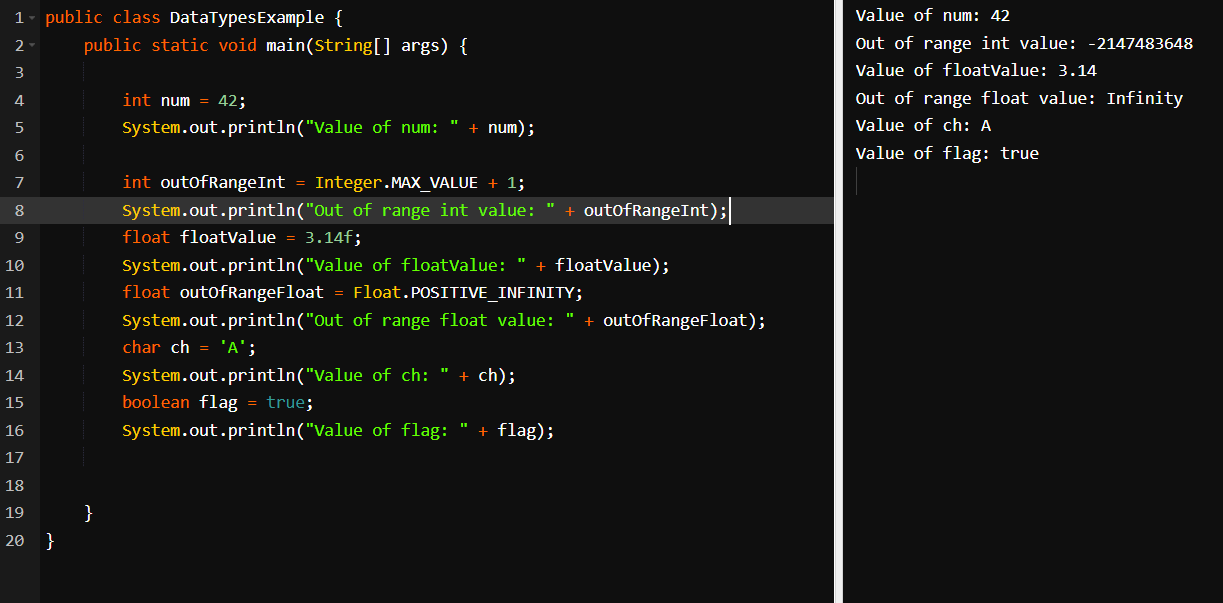 1 public class DataTypesExample {
2 public static void main(String[] args) {
3
4 int num = 42;
5 System.out.println("Value of num: " + num);
6
7 int outOfRangeInt = Integer.MAX_VALUE + 1;
8 System.out.println("Out of range int value: " + outOfRangeInt);
9 float floatValue = 3.14f;
10 System.out.println("Value of floatValue: " + floatValue);
11 float outOfRangeFloat = Float.POSITIVE_INFINITY;
12 System.out.println("Out of range float value: " + outOfRangeFloat);
13 char ch = 'A';
14 System.out.println("Value of ch: " + ch);
15 boolean flag = true;
16 System.out.println("Value of flag: " + flag);
17
18
19 }
20 }
Value of num: 42
Out of range int value: -2147483648
Value of floatValue: 3.14
Out of range float value: Infinity
Value of ch: A
Value of flag: true